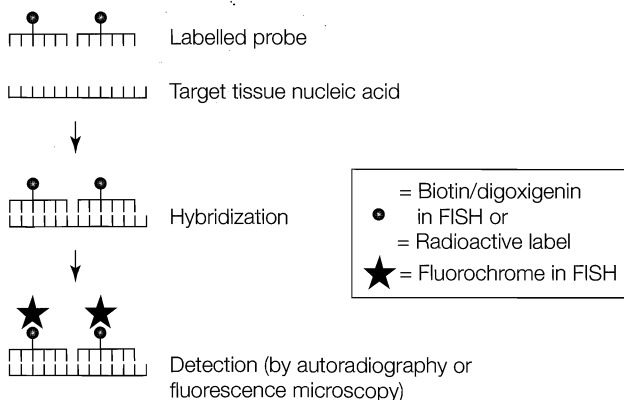 Labelled probe
Target tissue nucleic acid
Hybridization
= Biotin/digoxigenin
in FISH or
= Radioactive label
= Fluorochrome in FISH
Detection (by autoradiography or
fluorescence microscopy)